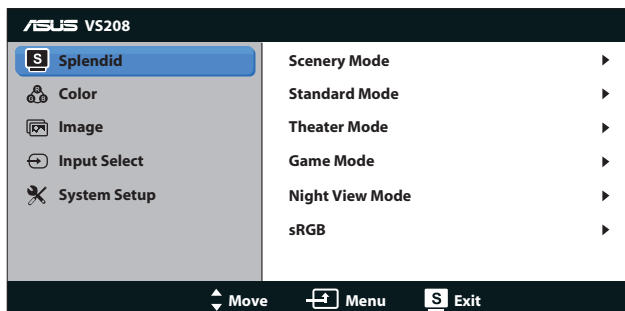 ASUS VS208
S Splendid
Color
Image
Input Select
System Setup
Scenery Mode
Standard Mode
Theater Mode
Game Mode
Night View Mode
sRGB
Move Menu S Exit